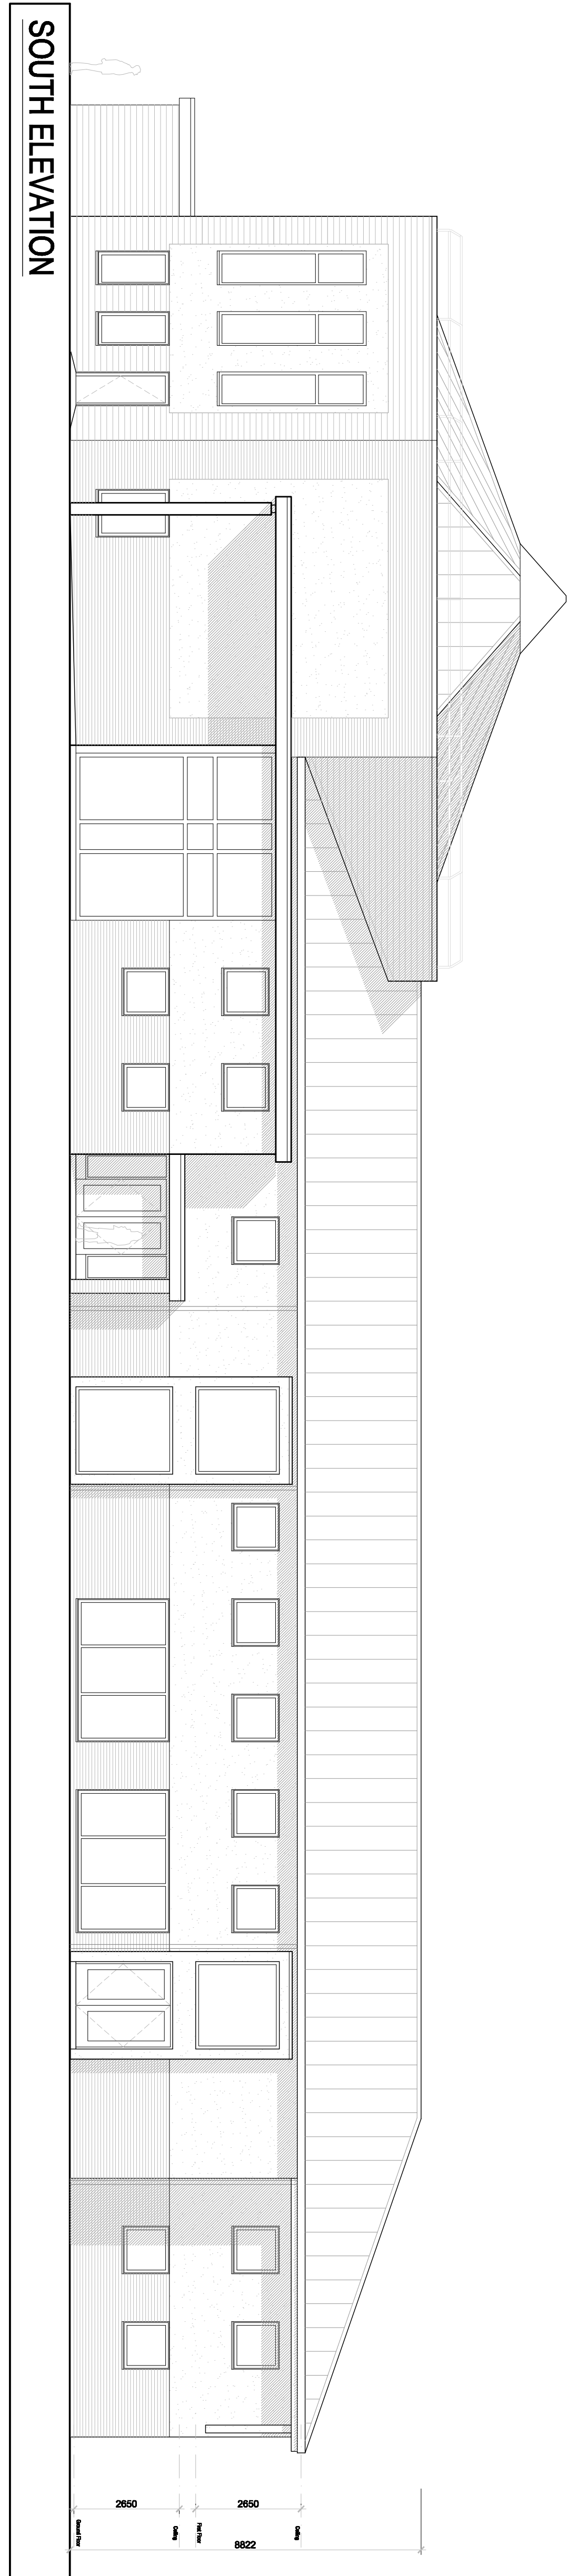 SOUTH ELEVATION
2650
2650
8822
Ground Floor
Ceiling
First Floor
Ceiling